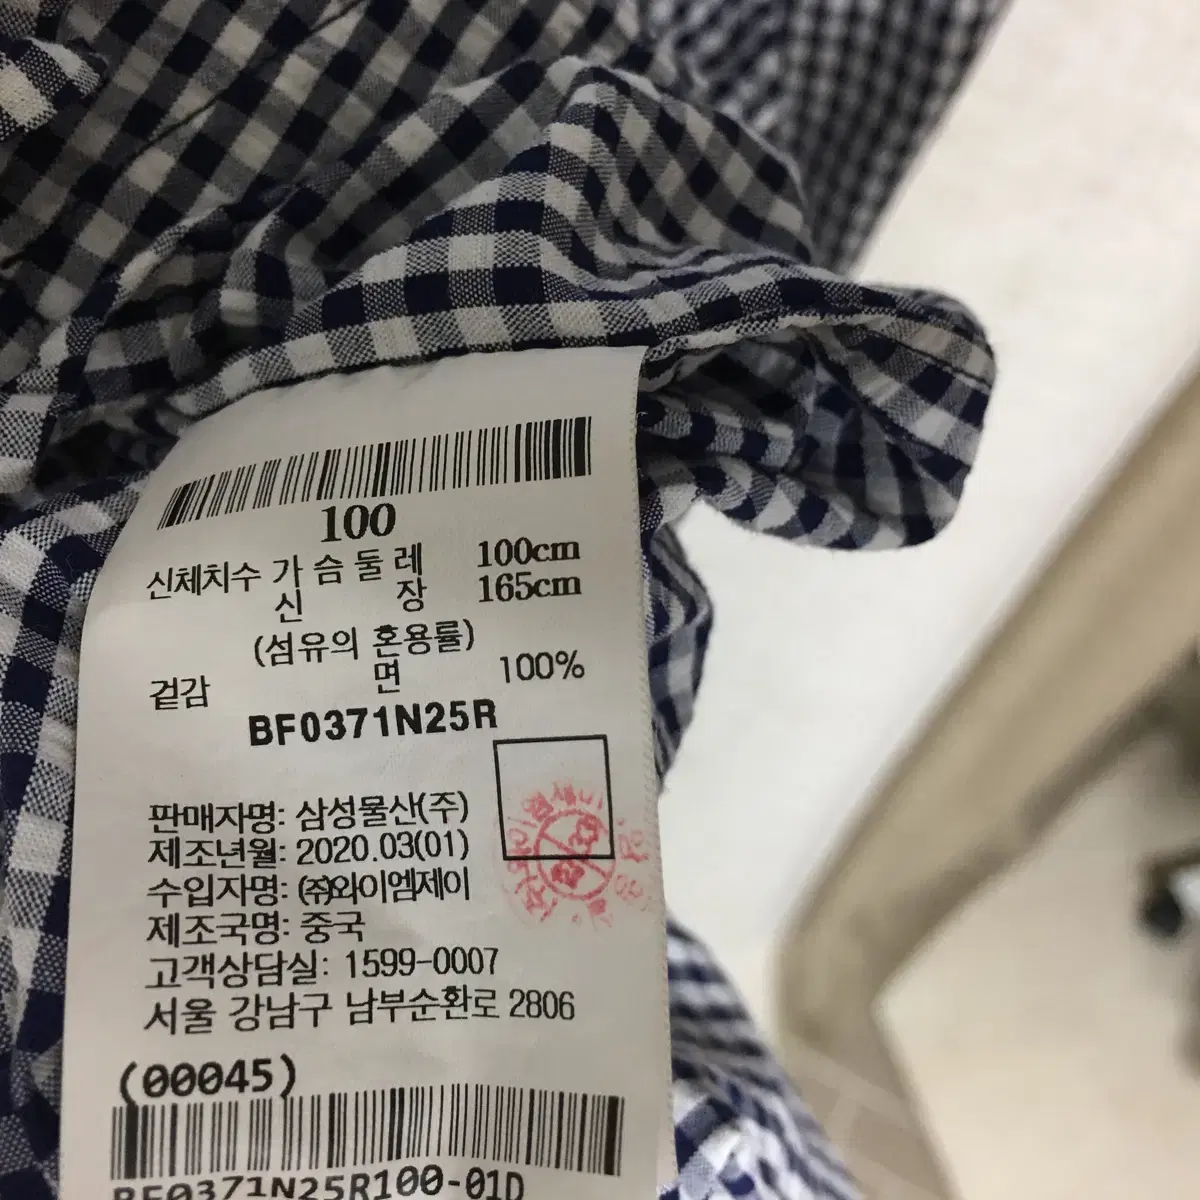 100
신체치수 가슴둘레 100cm
신 장 165cm
(섬유의 혼용률)
겉감 면 100%
BF0371N25R
판매자명: 삼성물산(주)
제조년월: 2020.03(01)
수입자명: ㈜와이엠제이
제조국명: 중국
고객상담실: 1599-0007
서울 강남구 남부순환로 2806
(00045)
BF0371N25R100-01D